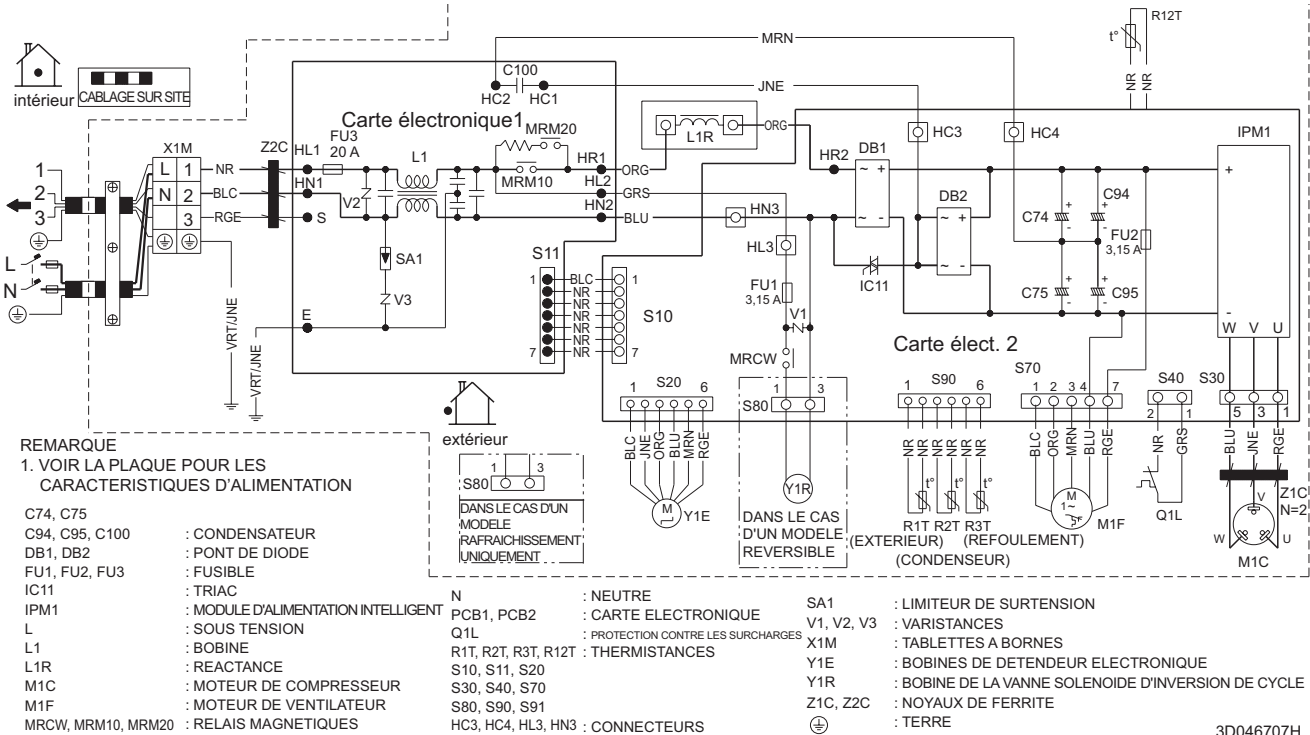 intérieur
CABLAGE SUR SITE
MRN
R12T
t°
NR
NR
C100
HC2
HC1
JNE
Carte électronique1
X1M
Z2C
HL1
FU3
20 A
L1
MRM20
MRM10
HR1
ORG
L1R
ORG
HR2
DB1
HC3
HC4
IPM1
1
2
3
L
1
NR
N
2
BLC
HN1
3
RGE
S
V2
HL2
GRS
HN2
BLU
HN3
~ +
~ -
DB2
~ +
~ -
C74
+
-
C94
+
-
FU2
3,15 A
+
L
N
SA1
V3
E
S11
HL3
FU1
3,15 A
V1
IC11
C75
+
-
C95
+
-
-
W V U
VRT/JNE
VRT/JNE
1
BLC
1
NR
NR
NR
NR
NR
7
NR
7
S10
MRCW
Carte élect. 2
1
S20
6
1
3
S80
1
S90
6
S70
1 2 3 4 7
S40
2
1
S30
5 3 1
extérieur
BLC
JNE
ORG
BLU
MRN
RGE
M
Y1E
Y1R
NR
NR
NR
NR
NR
NR
t°
t°
t°
R1T R2T R3T
(EXTERIEUR)
(REFOULEMENT)
(CONDENSEUR)
BLC
ORG
MRN
BLU
RGE
M
1~
M1F
NR
GRS
Q1L
BLU
JNE
RGE
Z1C
N=2
V
W
U
M1C
1
3
S80
DANS LE CAS D'UN
MODELE
RAFRAICHISSEMENT
UNIQUEMENT
DANS LE CAS
D'UN MODELE
REVERSIBLE
REMARQUE
1. VOIR LA PLAQUE POUR LES
CARACTERISTIQUES D'ALIMENTATION
C74, C75
C94, C95, C100 : CONDENSATEUR
DB1, DB2 : PONT DE DIODE
FU1, FU2, FU3 : FUSIBLE
IC11 : TRIAC
IPM1 : MODULE D'ALIMENTATION INTELLIGENT
L : SOUS TENSION
L1 : BOBINE
L1R : REACTANCE
M1C : MOTEUR DE COMPRESSEUR
M1F : MOTEUR DE VENTILATEUR
MRCW, MRM10, MRM20 : RELAIS MAGNETIQUES
N : NEUTRE
PCB1, PCB2 : CARTE ELECTRONIQUE
Q1L : PROTECTION CONTRE LES SURCHARGES
R1T, R2T, R3T, R12T : THERMISTANCES
S10, S11, S20
S30, S40, S70
S80, S90, S91
HC3, HC4, HL3, HN3 : CONNECTEURS
SA1 : LIMITEUR DE SURTENSION
V1, V2, V3 : VARISTANCES
X1M : TABLETTES A BORNES
Y1E : BOBINES DE DETENDEUR ELECTRONIQUE
Y1R : BOBINE DE LA VANNE SOLENOIDE D'INVERSION DE CYCLE
Z1C, Z2C : NOYAUX DE FERRITE
: TERRE
3D046707H